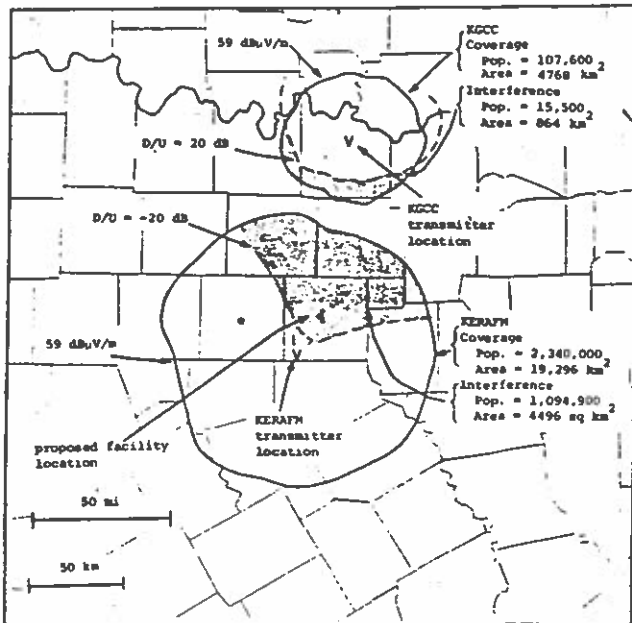 59 dBµV/m
KGCC
Coverage
Pop. = 107,600
Area = 4768 km2
Interference
Pop. = 15,500
Area = 864 km2
D/U = 20 dB
KGCC
transmitter
location
D/U = -20 dB
59 dBµV/m
KERAFM
Coverage
Pop. = 2,340,000
Area = 19,296 km2
Interference
Pop. = 1,094,900
Area = 4496 sq km2
KERAFM
transmitter
location
proposed facility
location
50 mi
50 km